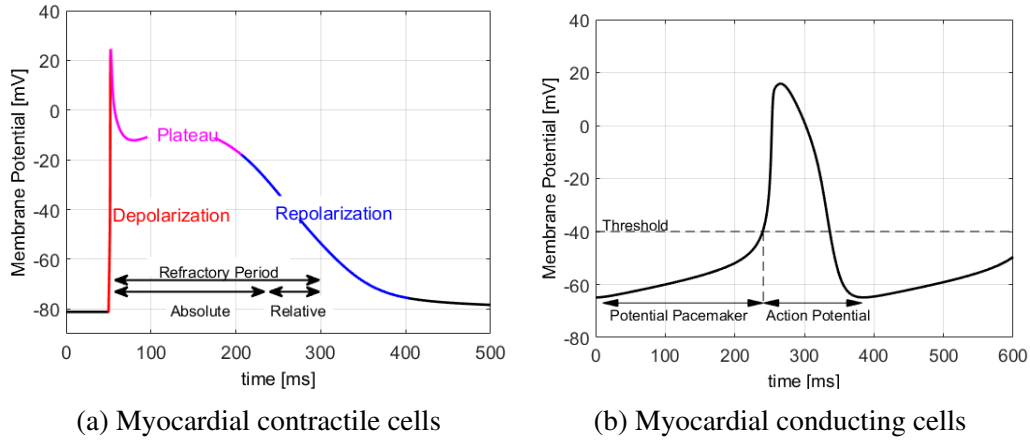 40
20
0
-20
-40
-60
-80
Membrane Potential [mV]
Plateau
Depolarization
Repolarization
Refractory Period
Absolute
Relative
0
100
200
300
400
500
time [ms]
(a) Myocardial contractile cells
40
20
0
-20
-40
-60
-80
Membrane Potential [mV]
Threshold
Potential Pacemaker
Action Potential
0
100
200
300
400
500
600
time [ms]
(b) Myocardial conducting cells